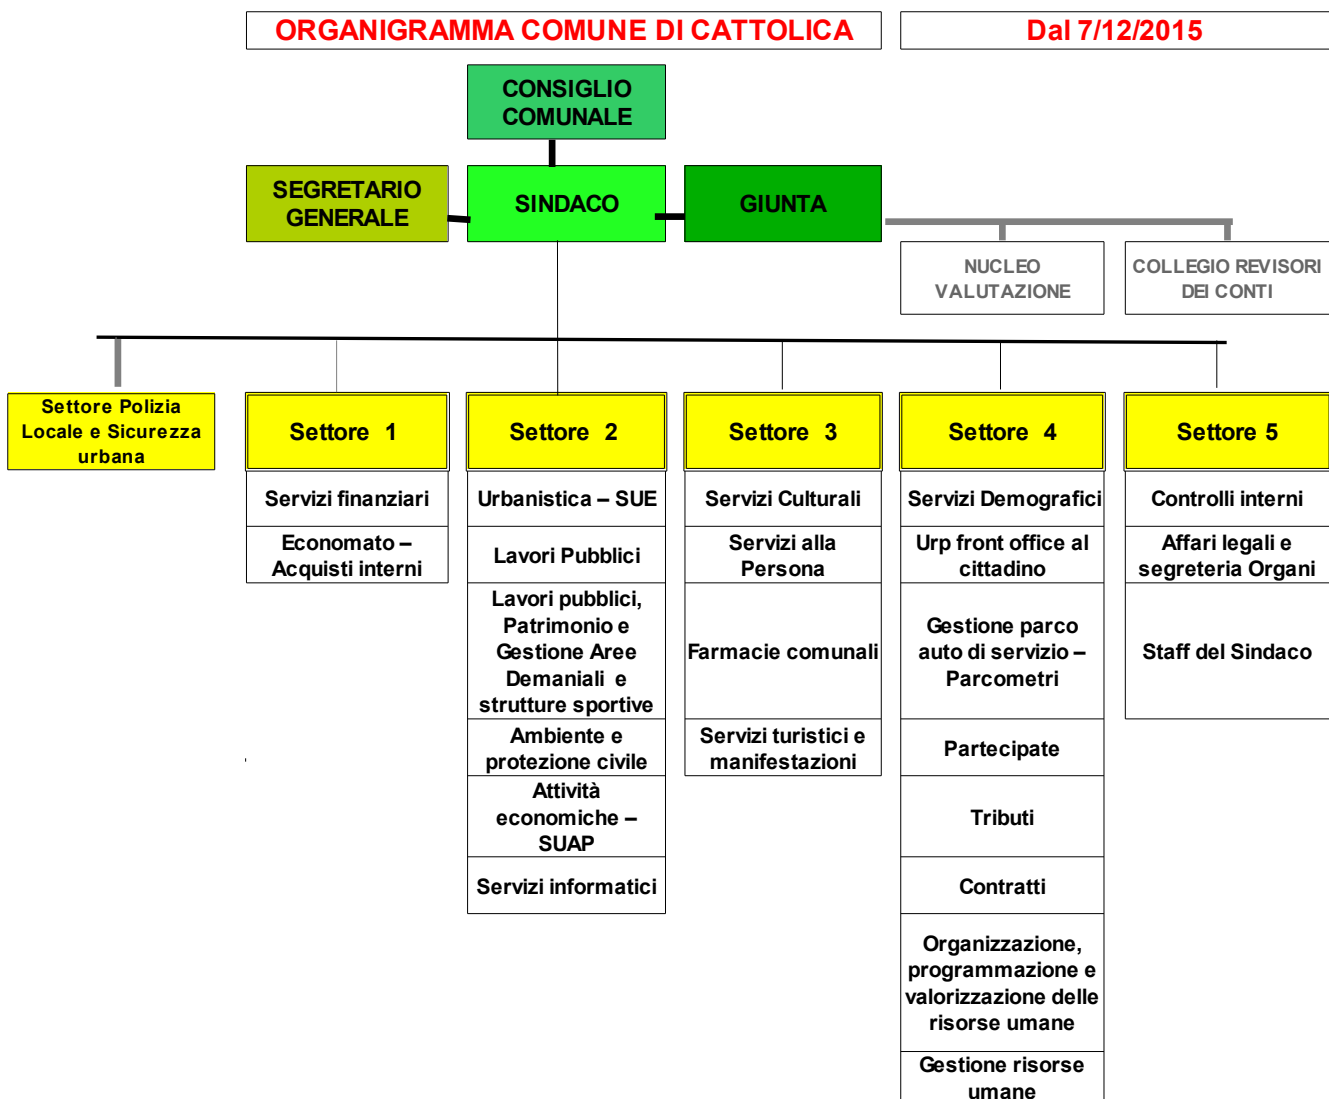 ORGANIGRAMMA COMUNE DI CATTOLICA
Dal 7/12/2015
CONSIGLIO
COMUNALE
SEGRETARIO
GENERALE
SINDACO
GIUNTA
NUCLEO
VALUTAZIONE
COLLEGIO REVISORI
DEI CONTI
Settore Polizia
Locale e Sicurezza
urbana
Settore 1
Servizi finanziari
Economato –
Acquisti interni
Settore 2
Urbanistica – SUE
Lavori Pubblici
Lavori pubblici,
Patrimonio e
Gestione Aree
Demaniali e
strutture sportive
Ambiente e
protezione civile
Attività
economiche –
SUAP
Servizi informatici
Settore 3
Servizi Culturali
Servizi alla
Persona
Farmacie comunali
Servizi turistici e
manifestazioni
Settore 4
Servizi Demografici
Urp front office al
cittadino
Gestione parco
auto di servizio –
Parcometri
Partecipate
Tributi
Contratti
Organizzazione,
programmazione e
valorizzazione delle
risorse umane
Gestione risorse
umane
Settore 5
Controlli interni
Affari legali e
segreteria Organi
Staff del Sindaco